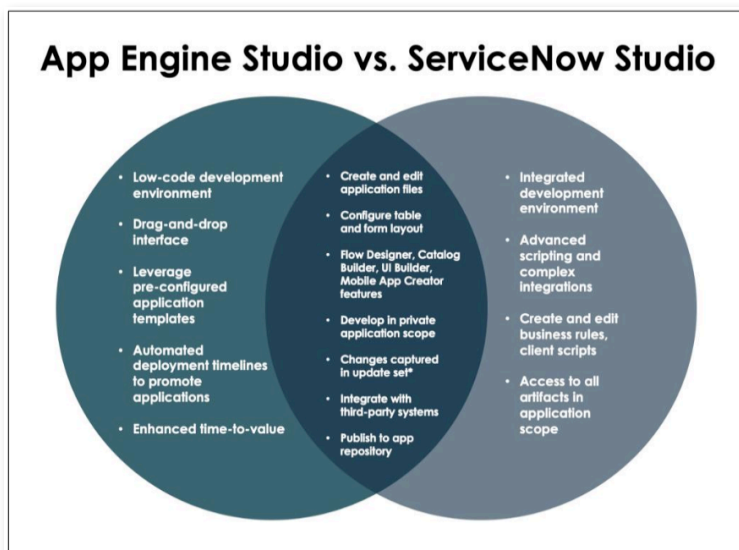 App Engine Studio vs. ServiceNow Studio
• Low-code development
environment
• Drag-and-drop
interface
• Leverage
pre-configured
application
templates
• Automated
deployment timelines
to promote
applications
• Enhanced time-to-value
• Create and edit
application files
• Configure table
and form layout
• Flow Designer, Catalog
Builder, UI Builder,
Mobile App Creator
features
• Develop in private
application scope
• Changes captured
in update set*
• Integrate with
third-party systems
• Publish to app
repository
• Integrated
development
environment
• Advanced
scripting and
complex
integrations
• Create and edit
business rules,
client scripts
• Access to all
artifacts in
application
scope